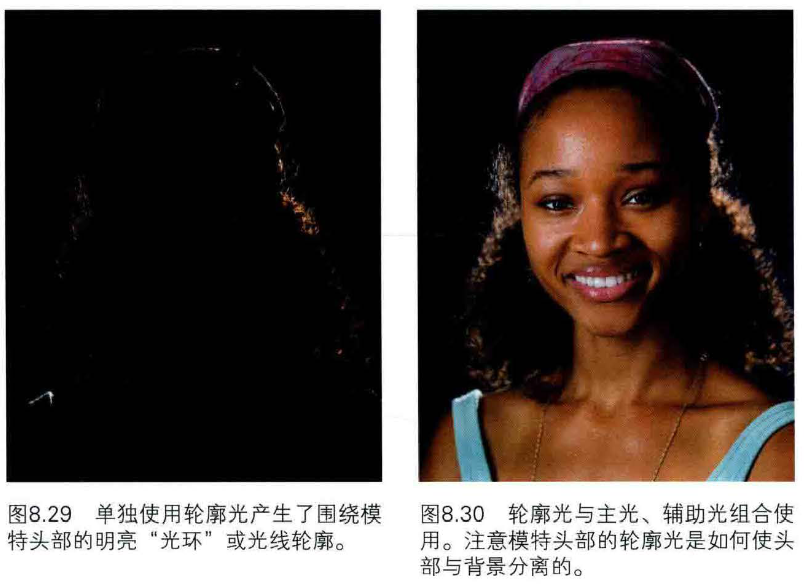 图8.29 单独使用轮廓光产生了围绕模
特头部的明亮“光环”或光线轮廓。
图8.30 轮廓光与主光、辅助光组合使
用。注意模特头部的轮廓光是如何使头
部与背景分离的。